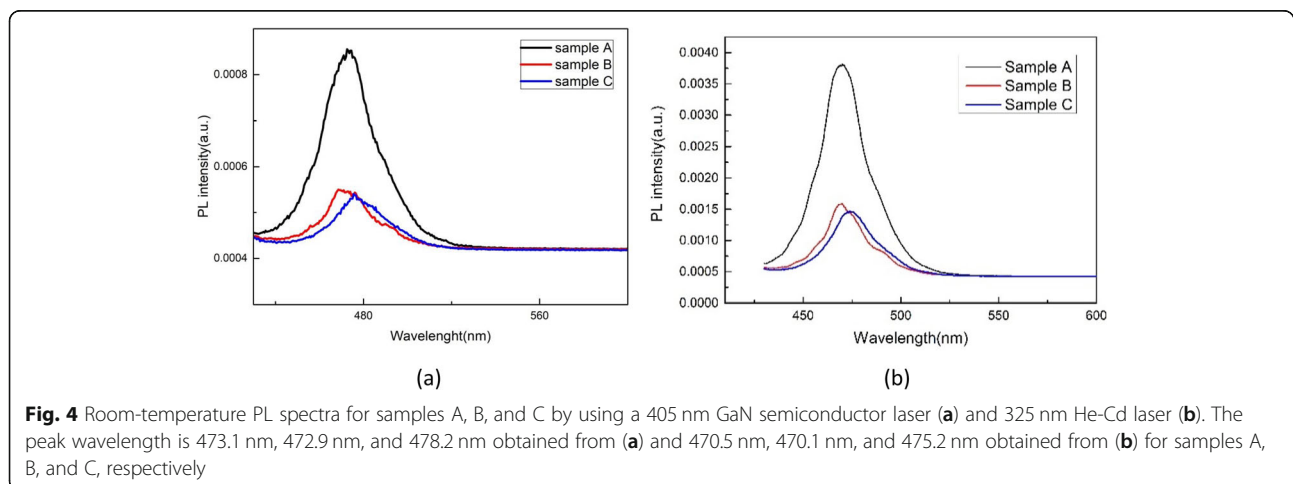 sample A
sample B
sample C
0.0008
0.0006
0.0004
PL intensity(a.u.)
480
560
Wavelenght(nm)
(a)
Sample A
Sample B
Sample C
0.0040
0.0035
0.0030
0.0025
0.0020
0.0015
0.0010
0.0005
0.0000
PL intensity(a.u.)
450
500
550
600
Wavelength(nm)
(b)
Fig. 4 Room-temperature PL spectra for samples A, B, and C by using a 405 nm GaN semiconductor laser (a) and 325 nm He-Cd laser (b). The
peak wavelength is 473.1 nm, 472.9 nm, and 478.2 nm obtained from (a) and 470.5 nm, 470.1 nm, and 475.2 nm obtained from (b) for samples A,
B, and C, respectively